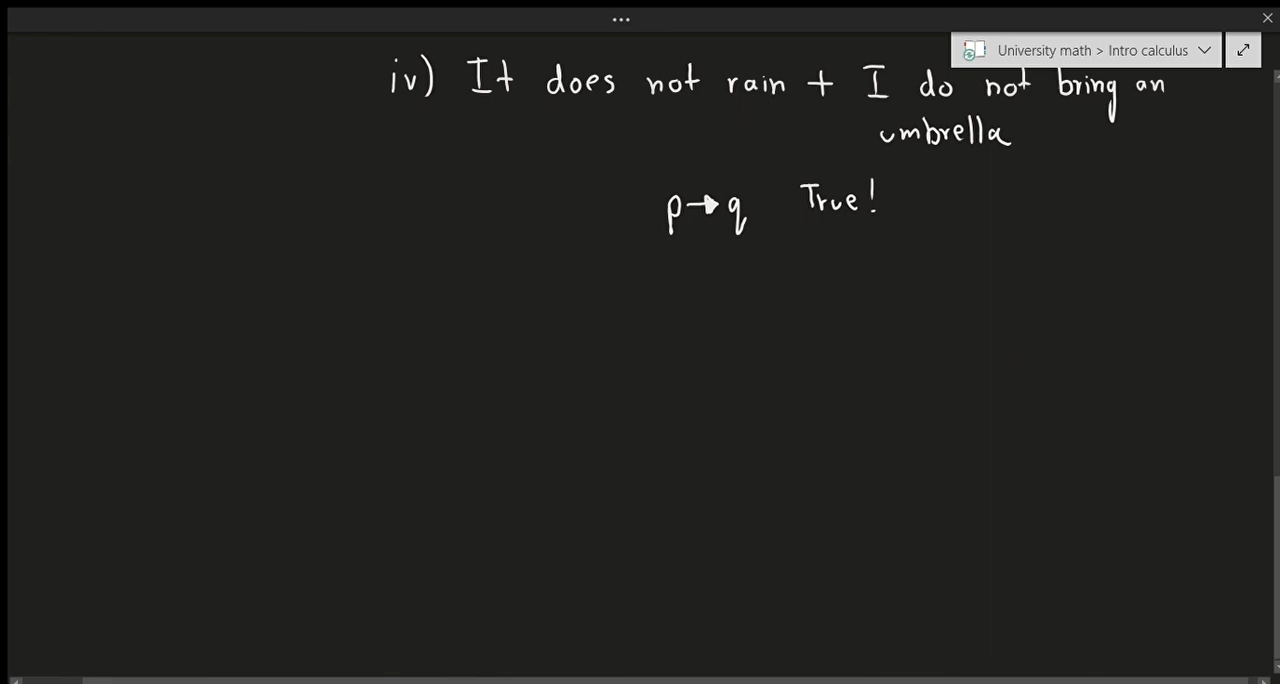 University math > Intro calculus
iv) It does not rain + I do not bring an
umbrella
p→q True!